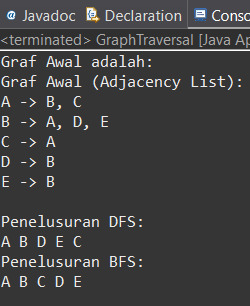 Javadoc Declaration Conso
<terminated> GraphTraversal [Java Ap
Graf Awal adalah:
Graf Awal (Adjacency List):
A -> B, C
B -> A, D, E
C -> A
D -> B
E -> B
Penelusuran DFS:
A B D E C
Penelusuran BFS:
A B C D E